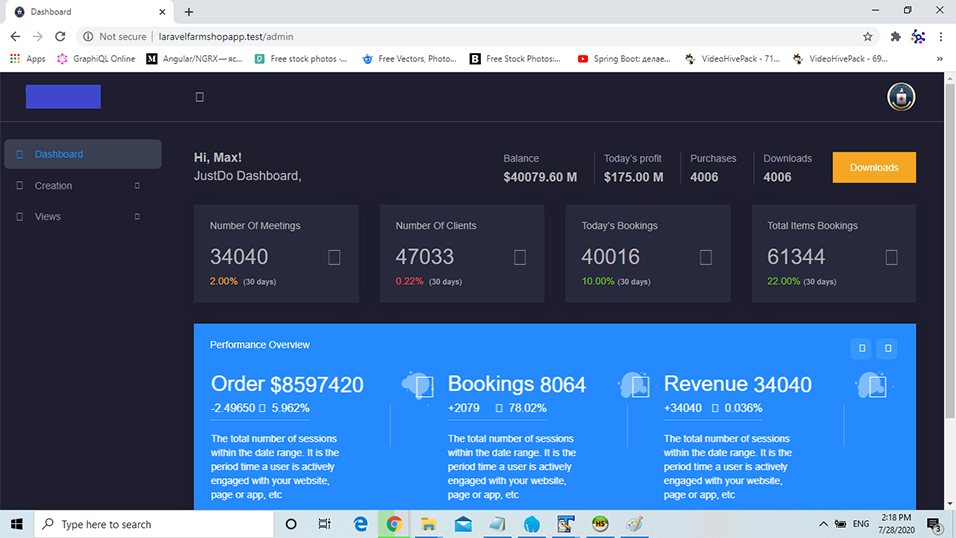 Dashboard
Not secure | laravelfarmshopapp.test/admin
Apps GraphiQL Online Angular/NGRX — яс... Free stock photos -... Free Vectors, Photo... Free Stock Photos:... Spring Boot: делае... VideoHivePack - 71... VideoHivePack - 69... »
Dashboard
Creation
Views
Hi, Max!
JustDo Dashboard,
Balance
$40079.60 M
Today's profit
$175.00 M
Purchases
4006
Downloads
4006
Downloads
Number Of Meetings
34040
2.00% (30 days)
Number Of Clients
47033
0.22% (30 days)
Today's Bookings
40016
10.00% (30 days)
Total Items Bookings
61344
22.00% (30 days)
Performance Overview
Order $8597420
-2.49650 5.962%
The total number of sessions
within the date range. It is the
period time a user is actively
engaged with your website,
page or app, etc
Bookings 8064
+2079 78.02%
The total number of sessions
within the date range. It is the
period time a user is actively
engaged with your website,
page or app, etc
Revenue 34040
+34040 0.036%
The total number of sessions
within the date range. It is the
period time a user is actively
engaged with your website,
page or app, etc
Type here to search
HS
ENG
2:18 PM
7/28/2020
3